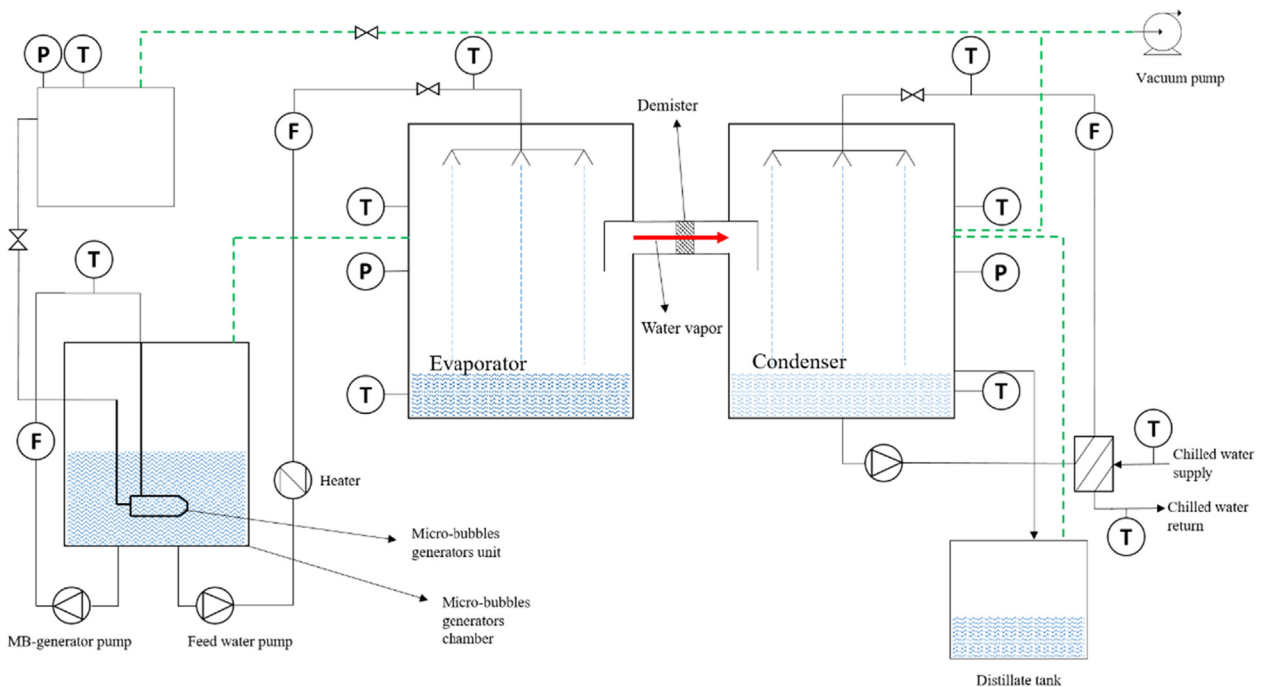 P
T
T
T
Vacuum pump
Demister
F
F
T
T
T
P
P
Water vapor
Evaporator
Condenser
T
T
F
T
Chilled water
supply
Heater
Chilled water
return
T
Micro-bubbles
generators unit
Micro-bubbles
generators
chamber
MB-generator pump
Feed water pump
Distillate tank